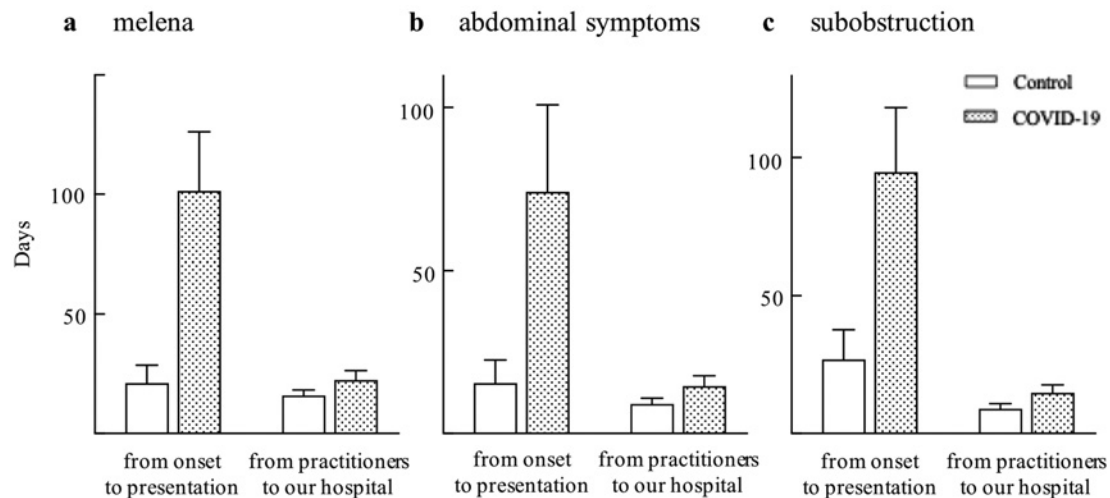 a melena
b abdominal symptoms
c subobstruction
Control
COVID-19
Days
100
50
100
50
100
50
from onset
to presentation
from practitioners
to our hospital
from onset
to presentation
from practitioners
to our hospital
from onset
to presentation
from practitioners
to our hospital